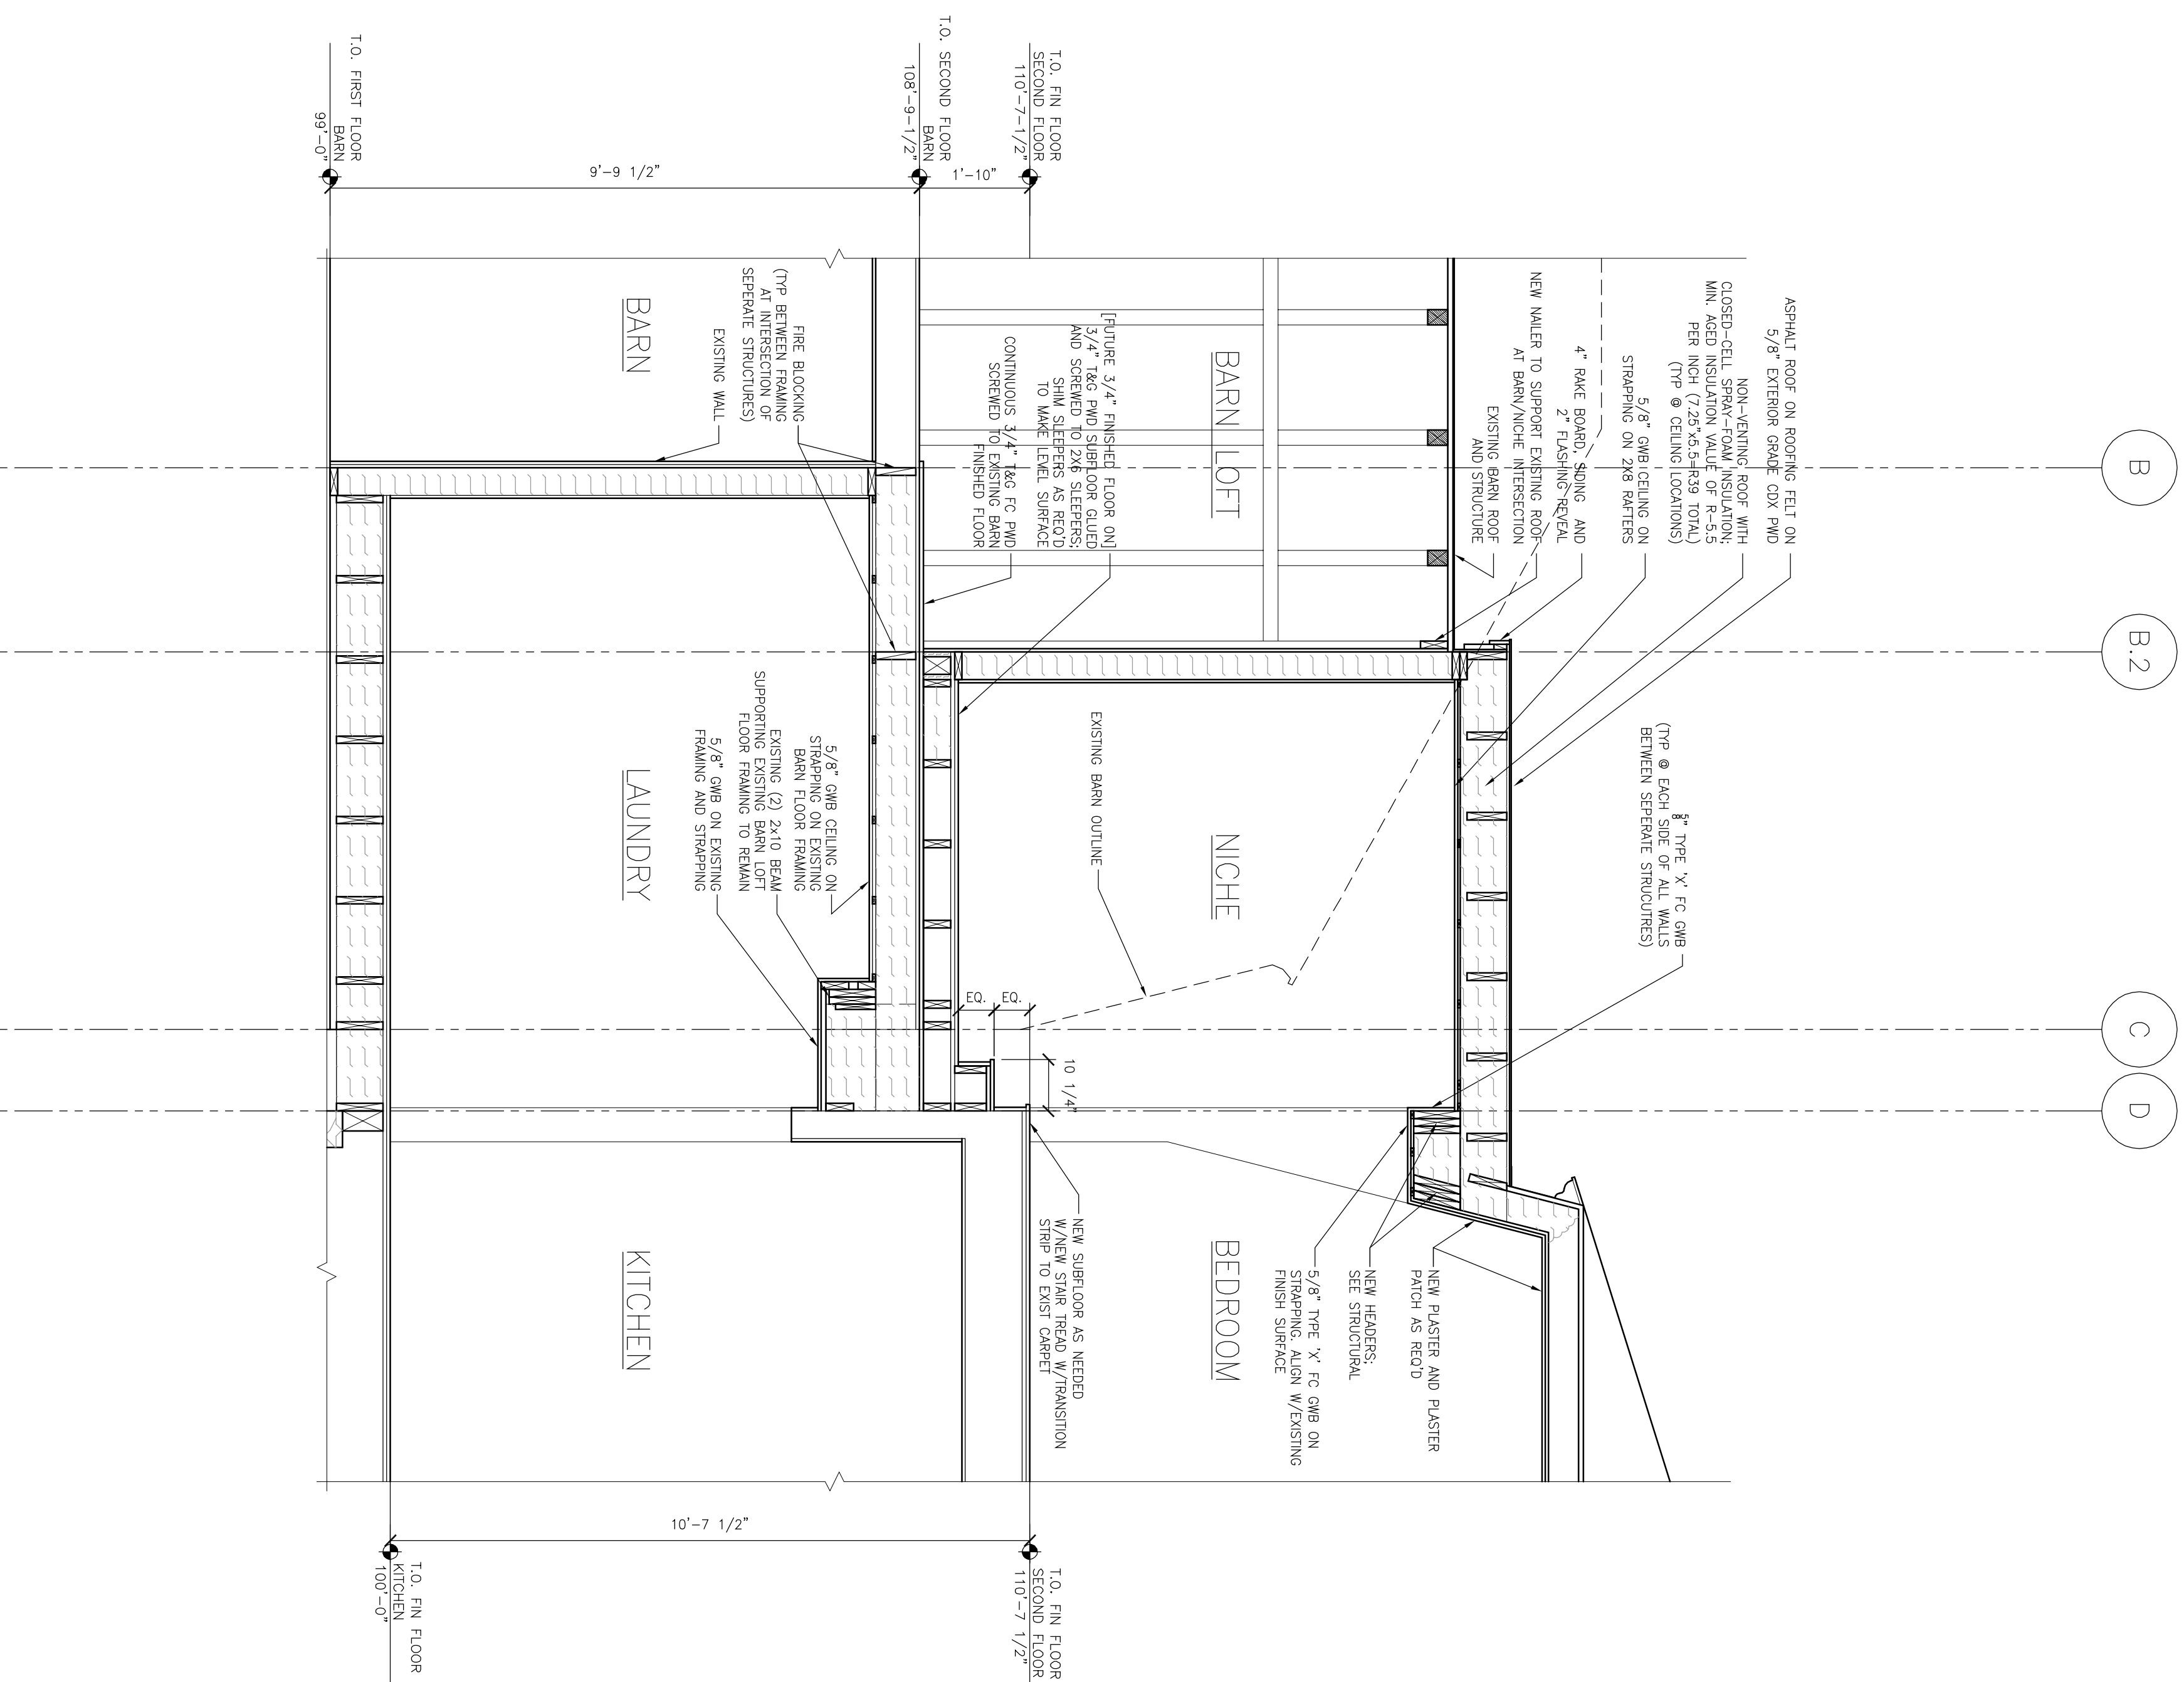 B
B.2
C
D
ASPHALT ROOF ON ROOFING FELT ON
5/8" EXTERIOR GRADE CDX PWD
NON-VENTING ROOF WITH
CLOSED-CELL SPRAY-FOAM INSULATION;
MIN. AGED INSULATION VALUE OF R-5.5
PER INCH (7.25"x5.5=R39 TOTAL)
(TYP @ CEILING LOCATIONS)
5/8" GWB CEILING ON
STRAPPING ON 2X8 RAFTERS
4" RAKE BOARD, SIDING AND
2" FLASHING REVEAL
NEW NAILER TO SUPPORT EXISTING ROOF
AT BARN/NICHE INTERSECTION
EXISTING BARN ROOF
AND STRUCTURE
5/8" TYPE 'X' FC GWB
(TYP @ EACH SIDE OF ALL WALLS
BETWEEN SEPERATE STRUCUTRES)
NEW PLASTER AND PLASTER
PATCH AS REQ'D
NEW HEADERS;
SEE STRUCTURAL
5/8" TYPE 'X' FC GWB ON
STRAPPING. ALIGN W/EXISTING
FINISH SURFACE
BARN LOFT
NICHE
BEDROOM
[FUTURE 3/4" FINISHED FLOOR ON]
3/4" T&G PWD SUBFLOOR GLUED
AND SCREWED TO 2X6 SLEEPERS;
SHIM SLEEPERS AS REQ'D
TO MAKE LEVEL SURFACE
CONTINUOUS 3/4" T&G FC PWD
SCREWED TO EXISTING BARN
FINISHED FLOOR
EXISTING BARN OUTLINE
EQ.
EQ.
10 1/4"
NEW SUBFLOOR AS NEEDED
W/NEW STAIR TREAD W/TRANSITION
STRIP TO EXIST CARPET
T.O. FIN FLOOR
SECOND FLOOR
110'-7-1/2"
1'-10"
T.O. SECOND FLOOR
BARN
108'-9-1/2"
9'-9 1/2"
T.O. FIRST FLOOR
BARN
99'-0"
T.O. FIN FLOOR
SECOND FLOOR
110'-7 1/2"
10'-7 1/2"
T.O. FIN FLOOR
KITCHEN
100'-0"
FIRE BLOCKING
(TYP BETWEEN FRAMING
AT INTERSECTION OF
SEPERATE STRUCTURES)
EXISTING WALL
5/8" GWB CEILING ON
STRAPPING ON EXISTING
BARN FLOOR FRAMING
EXISTING (2) 2x10 BEAM
SUPPORTING EXISTING BARN LOFT
FLOOR FRAMING TO REMAIN
5/8" GWB ON EXISTING
FRAMING AND STRAPPING
BARN
LAUNDRY
KITCHEN